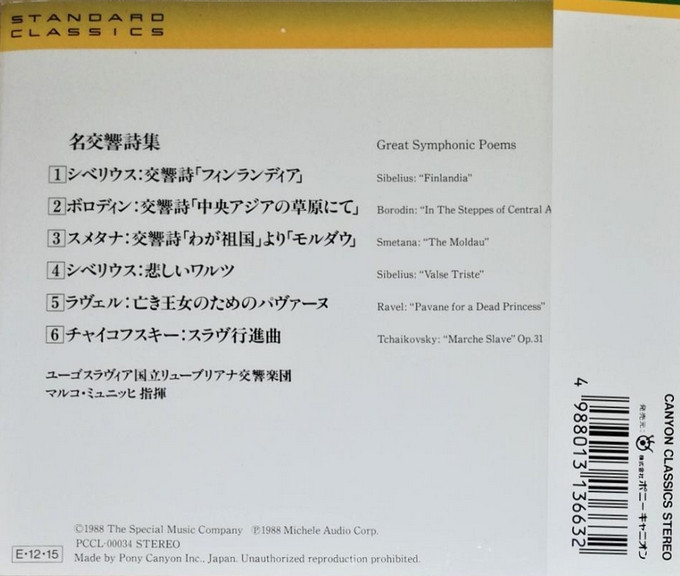 STANDARD
CLASSICS
名交響詩集 Great Symphonic Poems
1 シベリウス:交響詩「フィンランディア」 Sibelius: "Finlandia"
2 ボロディン:交響詩「中央アジアの草原にて」 Borodin: "In The Steppes of Central A
3 スメタナ:交響詩「わが祖国」より「モルダウ」 Smetana: "The Moldau"
4 シベリウス:悲しいワルツ Sibelius: "Valse Triste"
5 ラヴェル:亡き王女のためのパヴァーヌ Ravel: "Pavane for a Dead Princess"
6 チャイコフスキー:スラヴ行進曲 Tchaikovsky: "Marche Slave" Op.31
ユーゴスラヴィア国立リューブリアナ交響楽団
マルコ・ミュニッヒ 指揮
©1988 The Special Music Company ℗1988 Michele Audio Corp.
PCCL-00034 STEREO
E・12・15 Made by Pony Canyon Inc., Japan. Unauthorized reproduction prohibited.
CANYON CLASSICS STEREO
発売元: 株式会社 ポニーキャニオン
4 988013 136632